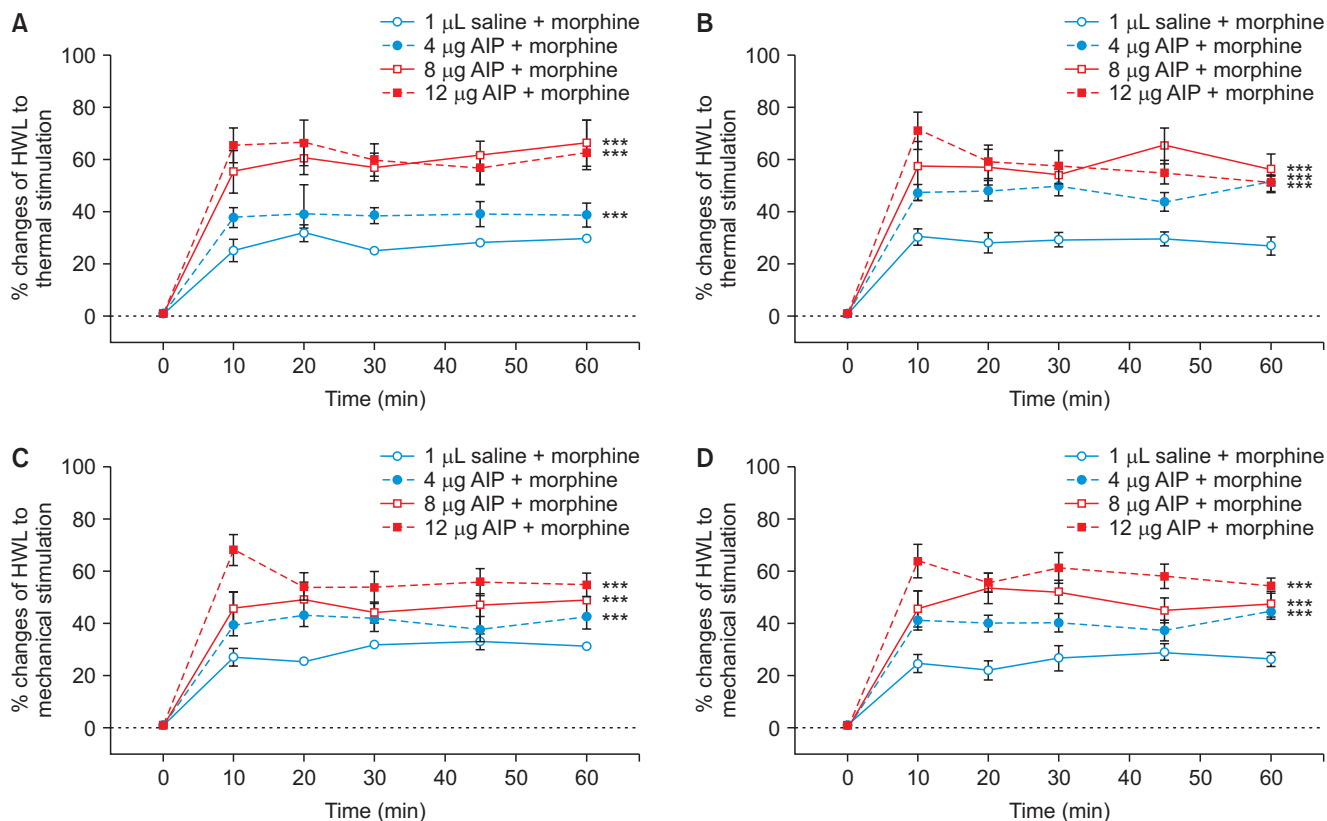 A
1 μL saline + morphine
4 μg AIP + morphine
8 μg AIP + morphine
12 μg AIP + morphine
% changes of HWL to
thermal stimulation
100
80
60
40
20
0
***
***
***
0 10 20 30 40 50 60
Time (min)
B
1 μL saline + morphine
4 μg AIP + morphine
8 μg AIP + morphine
12 μg AIP + morphine
% changes of HWL to
thermal stimulation
100
80
60
40
20
0
***
***
***
0 10 20 30 40 50 60
Time (min)
C
1 μL saline + morphine
4 μg AIP + morphine
8 μg AIP + morphine
12 μg AIP + morphine
% changes of HWL to
mechanical stimulation
100
80
60
40
20
0
***
***
***
0 10 20 30 40 50 60
Time (min)
D
1 μL saline + morphine
4 μg AIP + morphine
8 μg AIP + morphine
12 μg AIP + morphine
% changes of HWL to
mechanical stimulation
100
80
60
40
20
0
***
***
***
0 10 20 30 40 50 60
Time (min)